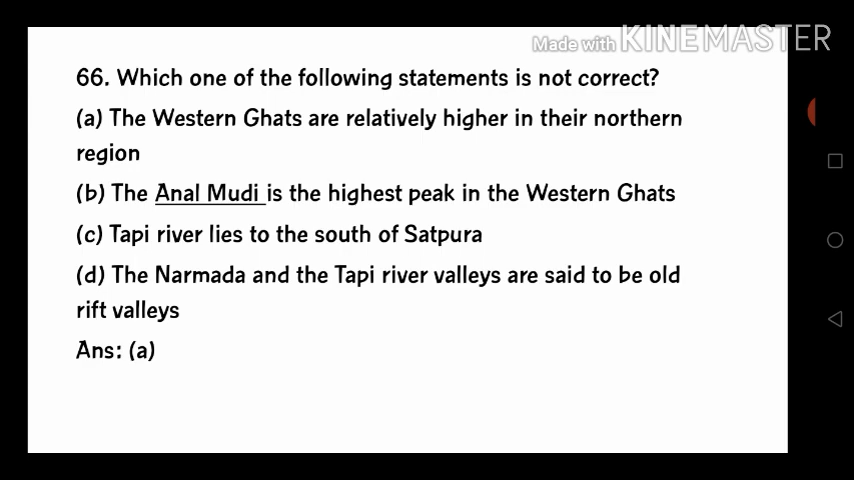 Made with KINEMASTER
66. Which one of the following statements is not correct?
(a) The Western Ghats are relatively higher in their northern
region
(b) The Anal Mudi is the highest peak in the Western Ghats
(c) Tapi river lies to the south of Satpura
(d) The Narmada and the Tapi river valleys are said to be old
rift valleys
Ans: (a)